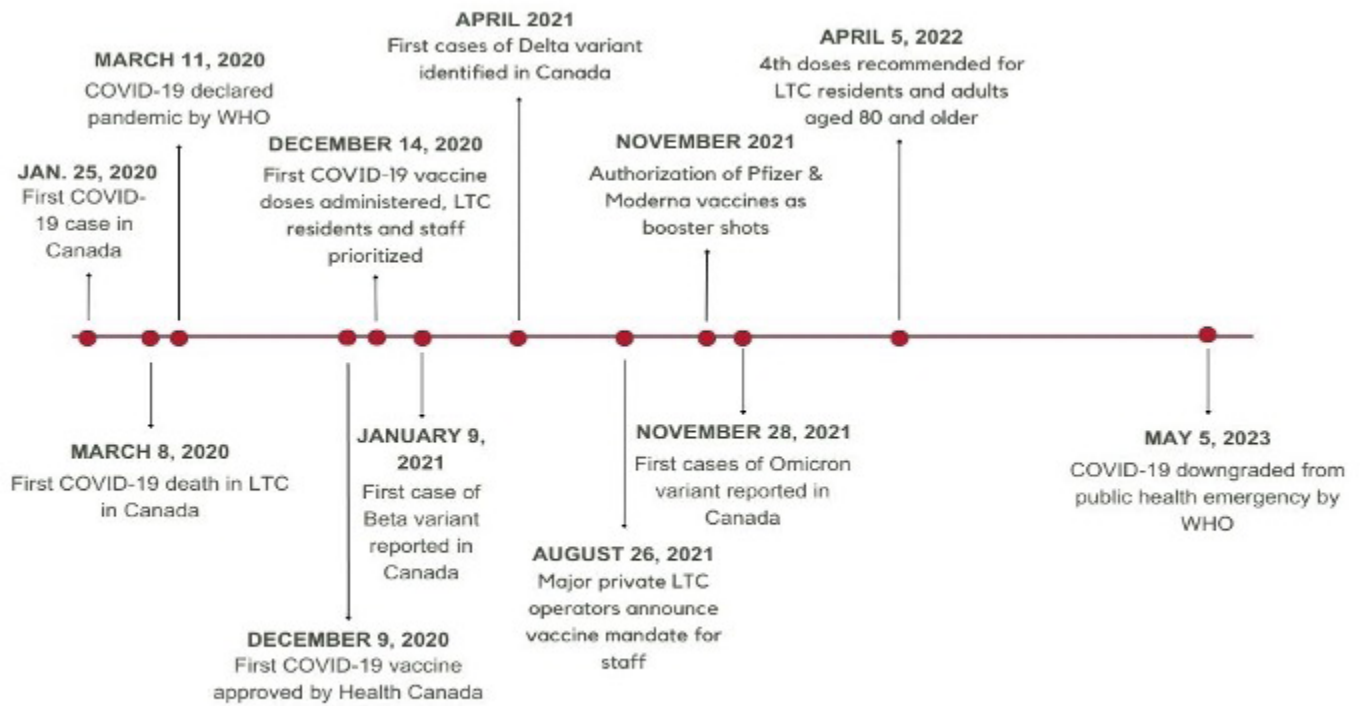 JAN. 25, 2020
First COVID-
19 case in
Canada
MARCH 8, 2020
First COVID-19 death in LTC
in Canada
MARCH 11, 2020
COVID-19 declared
pandemic by WHO
DECEMBER 9, 2020
First COVID-19 vaccine
approved by Health Canada
DECEMBER 14, 2020
First COVID-19 vaccine
doses administered, LTC
residents and staff
prioritized
JANUARY 9,
2021
First case of
Beta variant
reported in
Canada
APRIL 2021
First cases of Delta variant
identified in Canada
AUGUST 26, 2021
Major private LTC
operators announce
vaccine mandate for
staff
NOVEMBER 2021
Authorization of Pfizer &
Moderna vaccines as
booster shots
NOVEMBER 28, 2021
First cases of Omicron
variant reported in
Canada
APRIL 5, 2022
4th doses recommended for
LTC residents and adults
aged 80 and older
MAY 5, 2023
COVID-19 downgraded from
public health emergency by
WHO